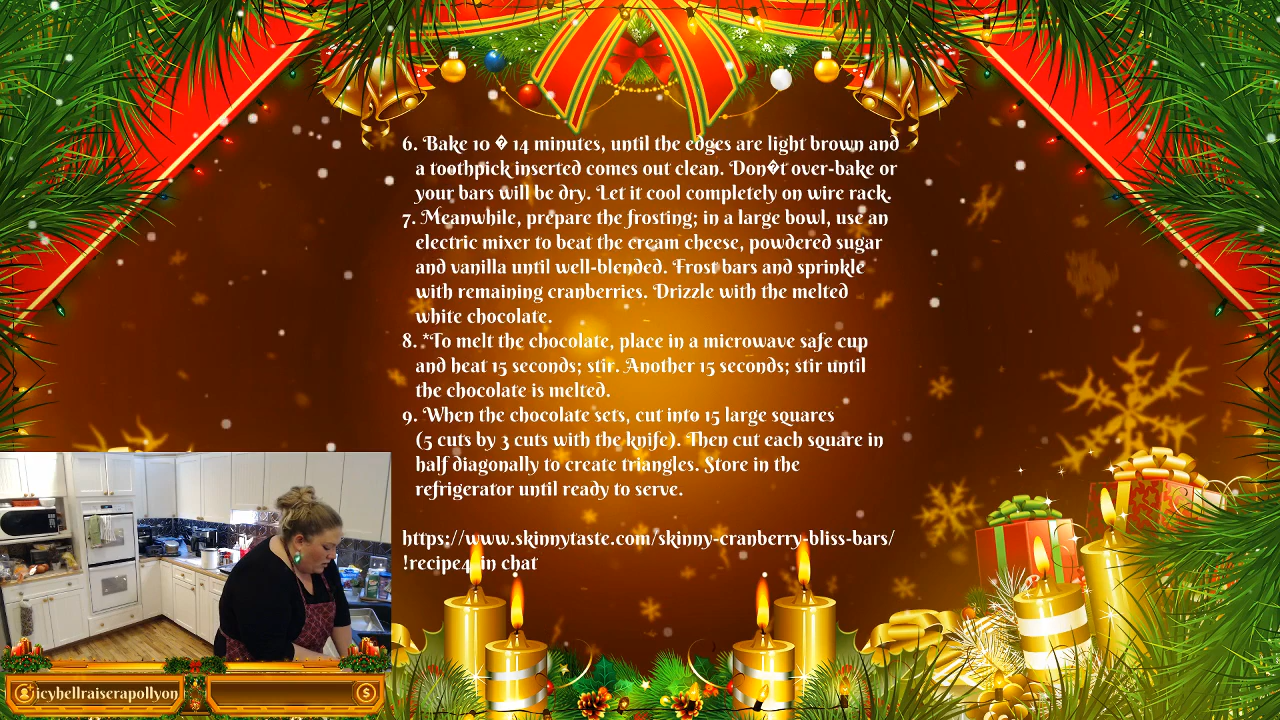 6. Bake 10 � 14 minutes, until the edges are light brown and
a toothpick inserted comes out clean. Don�t over-bake or
your bars will be dry. Let it cool completely on wire rack.
7. Meanwhile, prepare the frosting; in a large bowl, use an
electric mixer to beat the cream cheese, powdered sugar
and vanilla until well-blended. Frost bars and sprinkle
with remaining cranberries. Drizzle with the melted
white chocolate.
8. *To melt the chocolate, place in a microwave safe cup
and heat 15 seconds; stir. Another 15 seconds; stir until
the chocolate is melted.
9. When the chocolate sets, cut into 15 large squares
(5 cuts by 3 cuts with the knife). Then cut each square in
half diagonally to create triangles. Store in the
refrigerator until ready to serve.
https://www.skinnytaste.com/skinny-cranberry-bliss-bars/
!recipe4 in chat
icyhellraiserapollyon
$